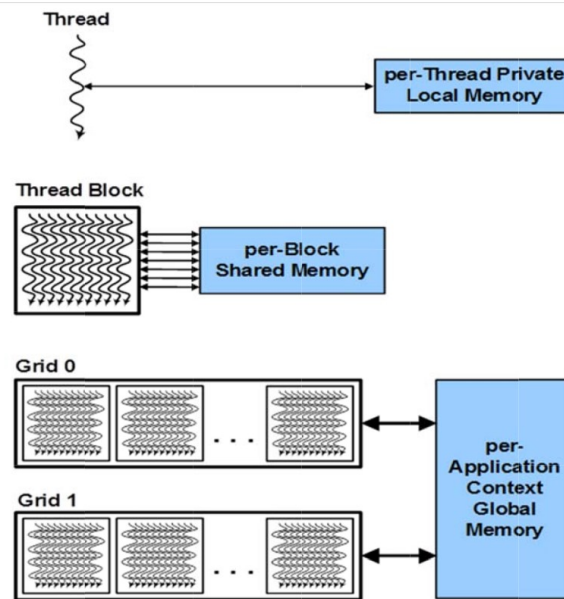 Thread
per-Thread Private
Local Memory
Thread Block
per-Block
Shared Memory
Grid 0
. . .
per-
Application
Context
Global
Memory
Grid 1
. . .